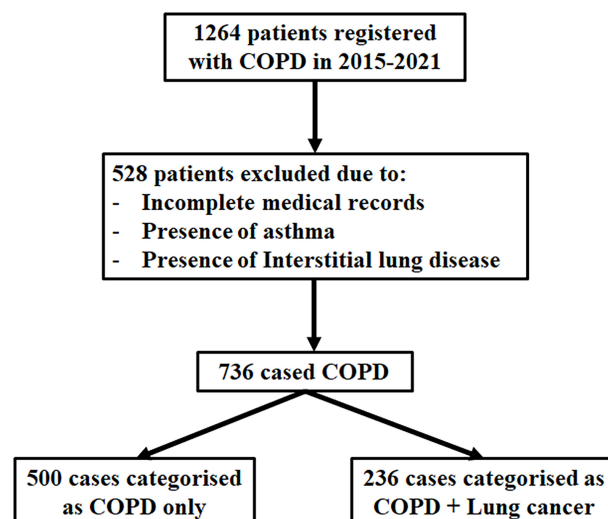 1264 patients registered
with COPD in 2015-2021
528 patients excluded due to:
- Incomplete medical records
- Presence of asthma
- Presence of Interstitial lung disease
736 cased COPD
500 cases categorised
as COPD only
236 cases categorised as
COPD + Lung cancer